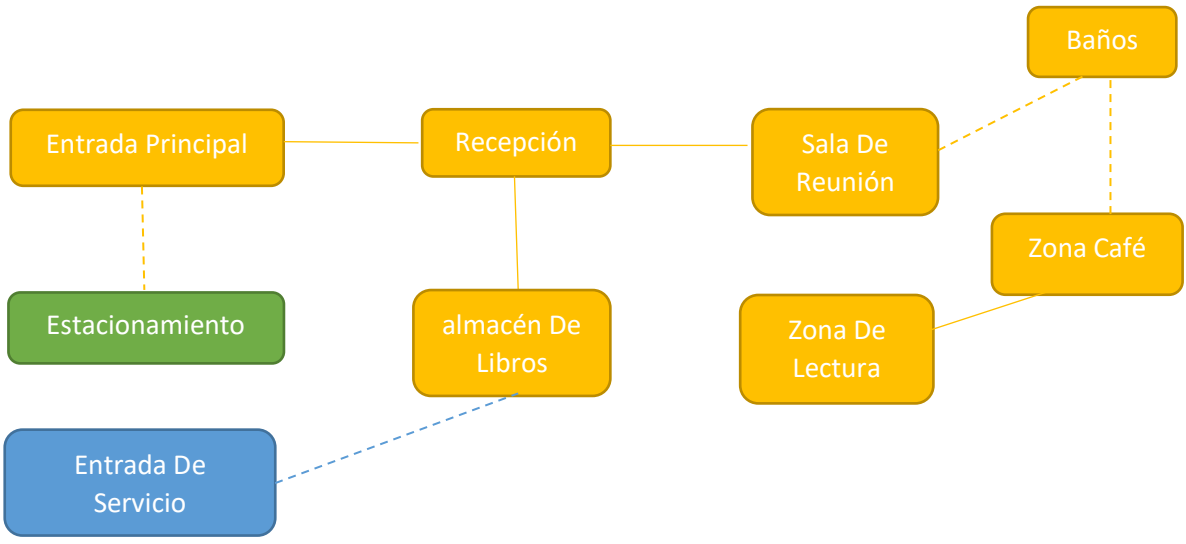 Baños
Entrada Principal
Recepción
Sala De
Reunión
Zona Café
Estacionamiento
almacén De
Libros
Zona De
Lectura
Entrada De
Servicio